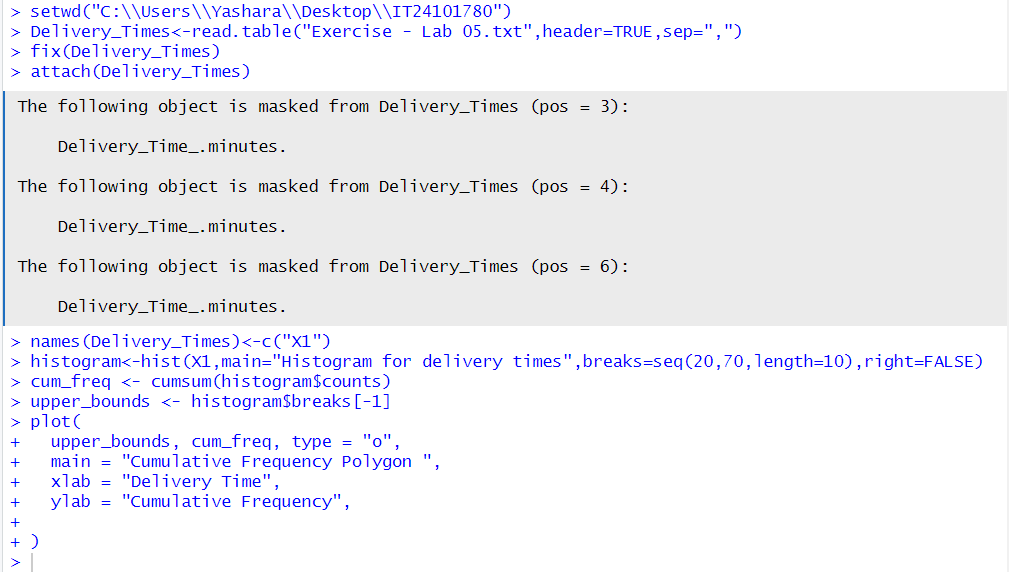 > setwd("C:\\Users\\Yashara\\Desktop\\IT24101780")
> Delivery_Times<-read.table("Exercise - Lab 05.txt",header=TRUE,sep=",")
> fix(Delivery_Times)
> attach(Delivery_Times)
The following object is masked from Delivery_Times (pos = 3):
Delivery_Time_.minutes.
The following object is masked from Delivery_Times (pos = 4):
Delivery_Time_.minutes.
The following object is masked from Delivery_Times (pos = 6):
Delivery_Time_.minutes.
> names(Delivery_Times)<-c("X1")
> histogram<-hist(X1,main="Histogram for delivery times",breaks=seq(20,70,length=10),right=FALSE)
> cum_freq <- cumsum(histogram$counts)
> upper_bounds <- histogram$breaks[-1]
> plot(
+   upper_bounds, cum_freq, type = "o",
+   main = "Cumulative Frequency Polygon ",
+   xlab = "Delivery Time",
+   ylab = "Cumulative Frequency",
+
+ )
>